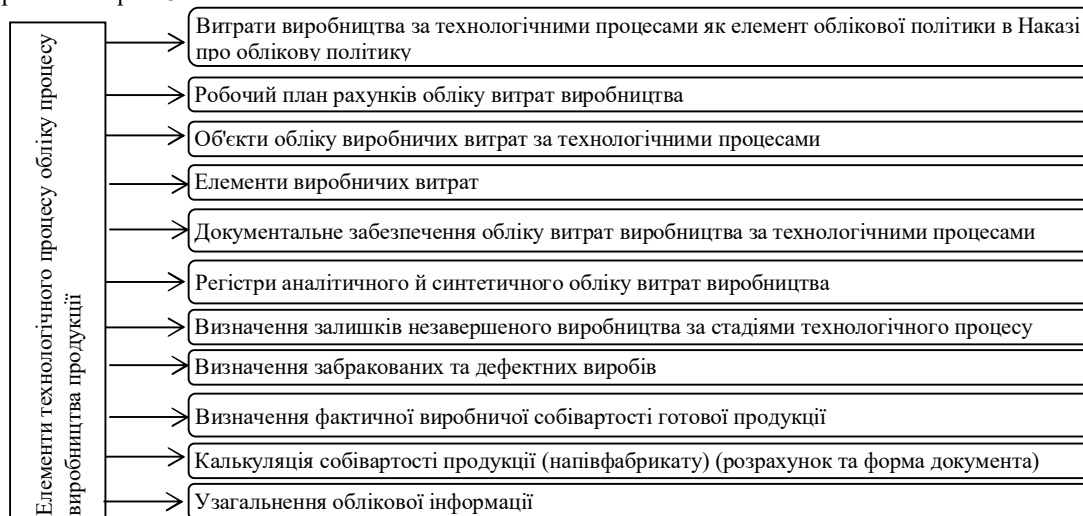 Елементи технологічного процесу обліку процесу
виробництва продукції
Витрати виробництва за технологічними процесами як елемент облікової політики в Наказі
про облікову політику
Робочий план рахунків обліку витрат виробництва
Об'єкти обліку виробничих витрат за технологічними процесами
Елементи виробничих витрат
Документальне забезпечення обліку витрат виробництва за технологічними процесами
Регістри аналітичного й синтетичного обліку витрат виробництва
Визначення залишків незавершеного виробництва за стадіями технологічного процесу
Визначення забракованих та дефектних виробів
Визначення фактичної виробничої собівартості готової продукції
Калькуляція собівартості продукції (напівфабрикату) (розрахунок та форма документа)
Узагальнення облікової інформації